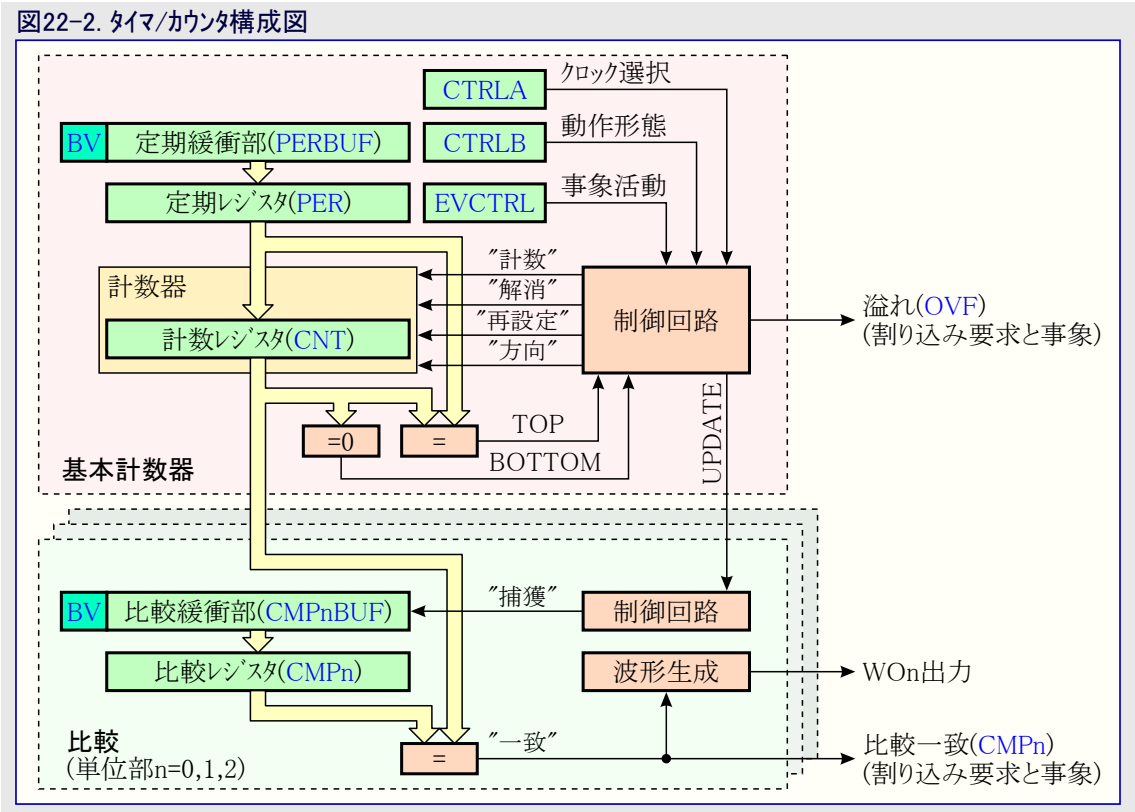 図22-2. タイマ/カウンタ構成図
CTRLA
クロック選択
BV
定期緩衝部(PERBUF)
CTRLB
動作形態
定期レジスタ(PER)
EVCTRL
事象活動
計数器
"計数"
"解消"
"再設定"
"方向"
計数レジスタ(CNT)
制御回路
溢れ(OVF)
(割り込み要求と事象)
=0
=
TOP
BOTTOM
UPDATE
基本計数器
BV
比較緩衝部(CMPnBUF)
"捕獲"
制御回路
比較レジスタ(CMPn)
波形生成
WOn出力
比較
(単位部n=0,1,2)
=
"一致"
比較一致(CMPn)
(割り込み要求と事象)